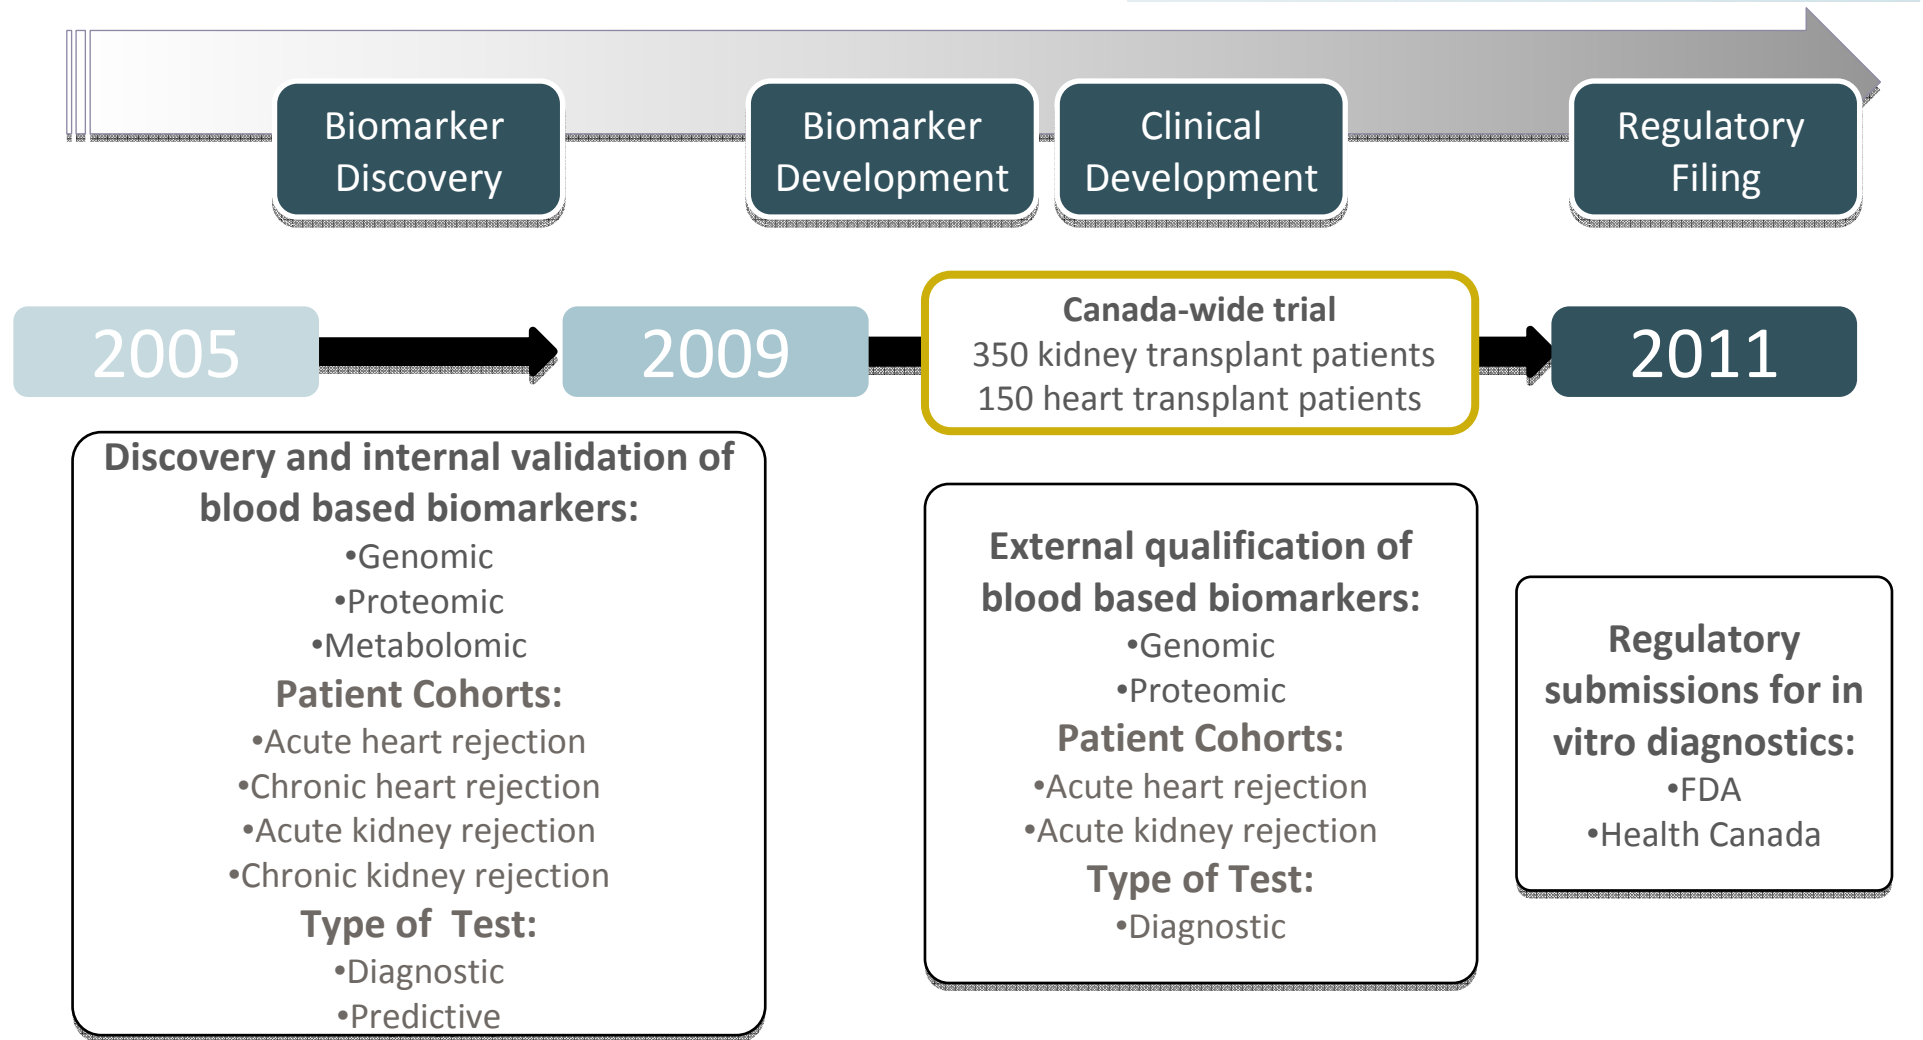 Biomarker
Discovery
Biomarker
Development
Clinical
Development
Regulatory
Filing
2005
2009
Canada-wide trial
350 kidney transplant patients
150 heart transplant patients
2011
Discovery and internal validation of
blood based biomarkers:
•Genomic
•Proteomic
•Metabolomic
Patient Cohorts:
•Acute heart rejection
•Chronic heart rejection
•Acute kidney rejection
•Chronic kidney rejection
Type of  Test:
•Diagnostic
•Predictive
External qualification of
blood based biomarkers:
•Genomic
•Proteomic
Patient Cohorts:
•Acute heart rejection
•Acute kidney rejection
Type of Test:
•Diagnostic
Regulatory
submissions for in
vitro diagnostics:
•FDA
•Health Canada